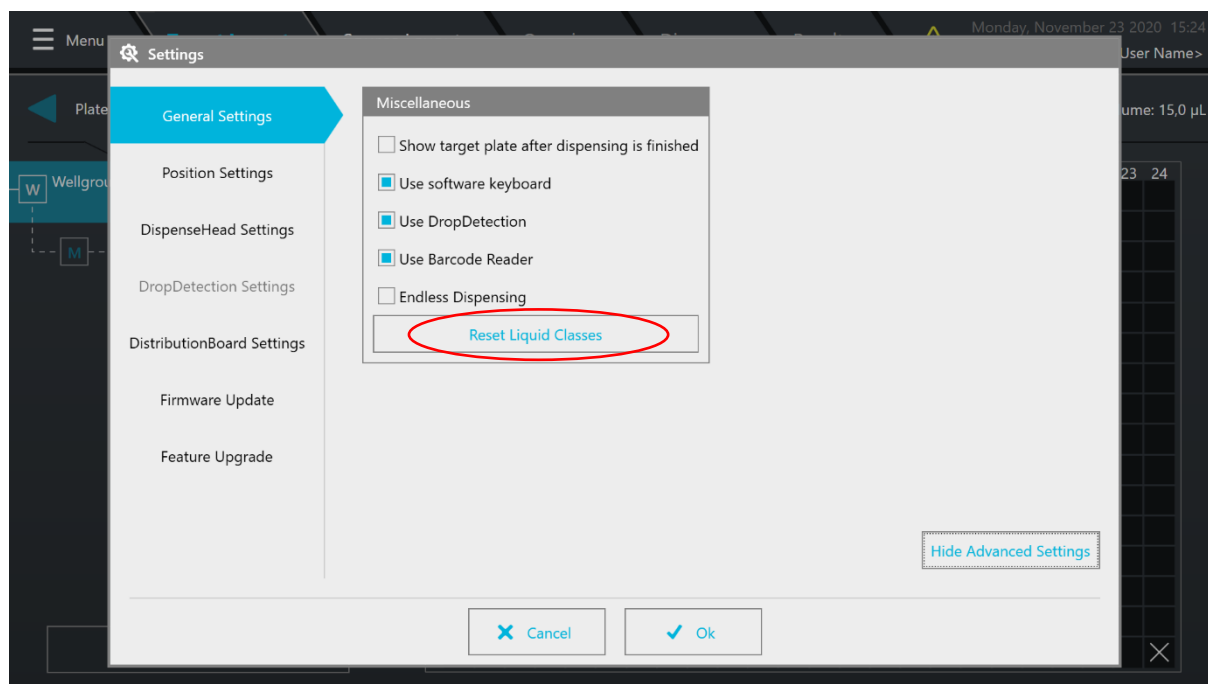 Menu
Monday, November 23 2020 15:24
Settings
User Name>
Plate
ume: 15,0 µL
General Settings
Miscellaneous
Show target plate after dispensing is finished
Position Settings
Use software keyboard
23 24
W
Wellgrou
DispenseHead Settings
Use DropDetection
M
Use Barcode Reader
DropDetection Settings
Endless Dispensing
Reset Liquid Classes
DistributionBoard Settings
Firmware Update
Feature Upgrade
Hide Advanced Settings
Cancel
Ok